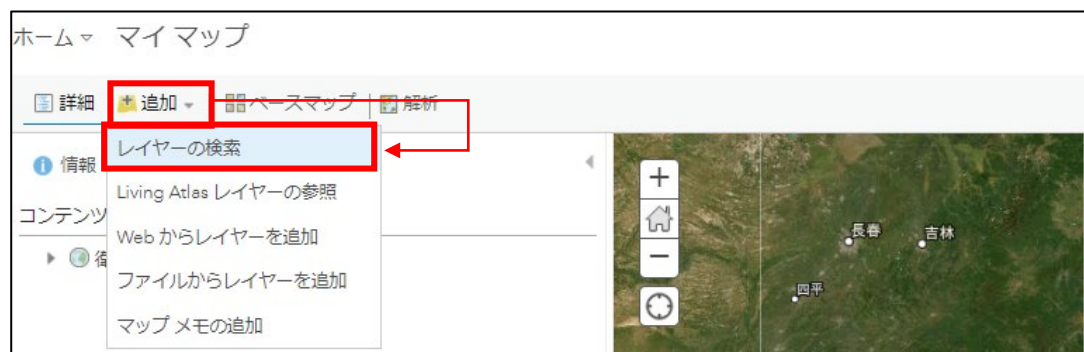 ホーム マイ マップ
詳細 追加 ベースマップ 解析
レイヤーの検索
情報
Living Atlas レイヤーの参照
コンテンツ
Web からレイヤーを追加
衛
ファイルからレイヤーを追加
マップ メモの追加
長春
吉林
四平